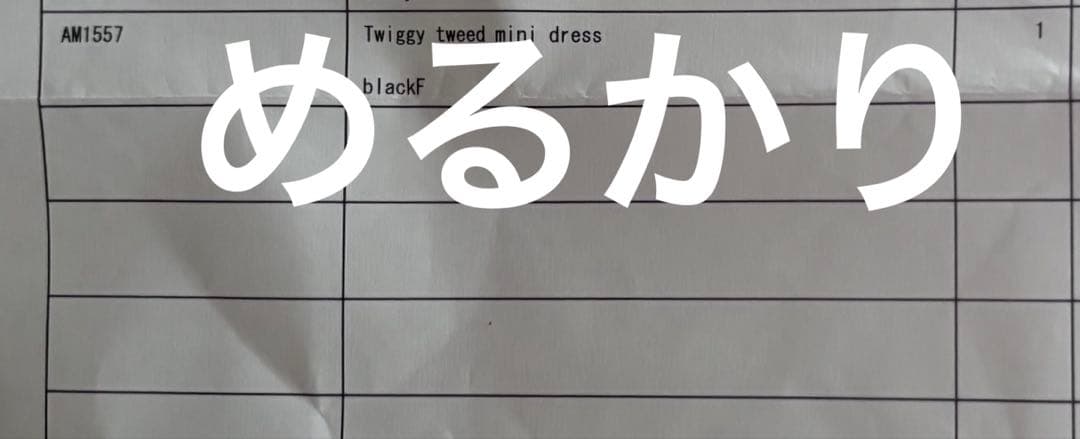 AM1557 Twiggy tweed mini dress 1
blackF
めるかり